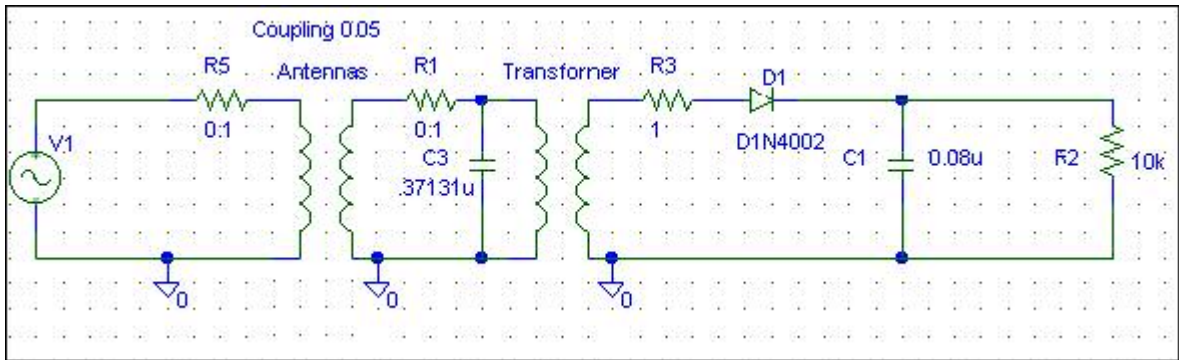 Coupling 0.05
R5
Antennas
R1
Transforner
R3
D1
V1
0.1
0.1
1
D1N4002
C3
.37131u
C1
0.08u
R2
10k
0
0
0